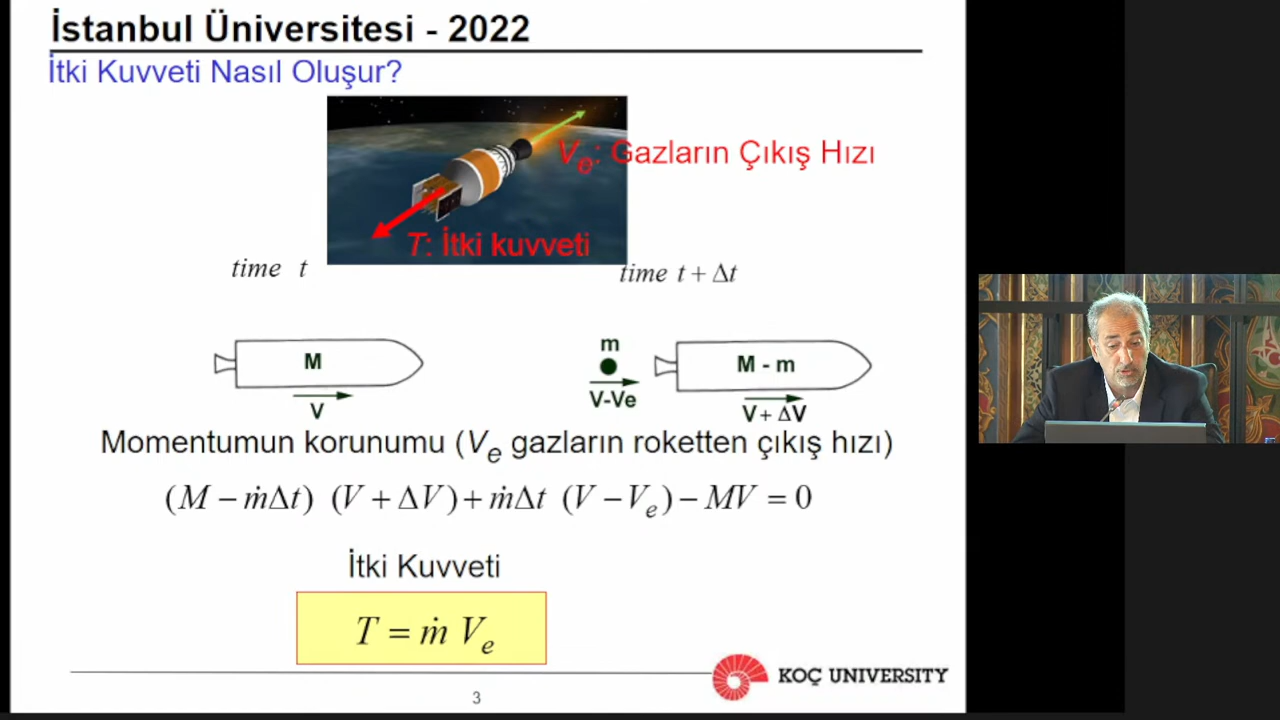 İstanbul Üniversitesi - 2022
İtki Kuvveti Nasıl Oluşur?
Ve: Gazların Çıkış Hızı
T: İtki kuvveti
time t
time t + Δt
M
V
m
V-Ve
M - m
V + ΔV
Momentumun korunumu (Ve gazların roketten çıkış hızı)
(M − ṁΔt) (V + ΔV) + ṁΔt (V − Ve) − MV = 0
İtki Kuvveti
T = ṁ Ve
KOÇ UNIVERSITY
3